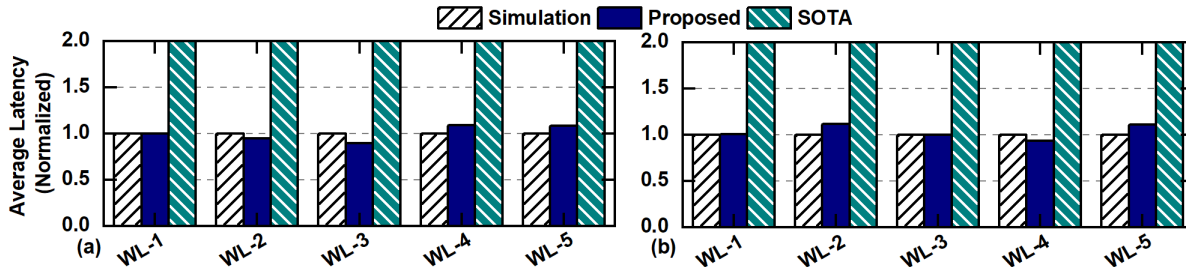 Simulation Proposed SOTA
Average Latency
(Normalized)
2.0
1.5
1.0
0.5
0.0
(a)
WL-1 WL-2 WL-3 WL-4 WL-5
2.0
1.5
1.0
0.5
0.0
(b)
WL-1 WL-2 WL-3 WL-4 WL-5